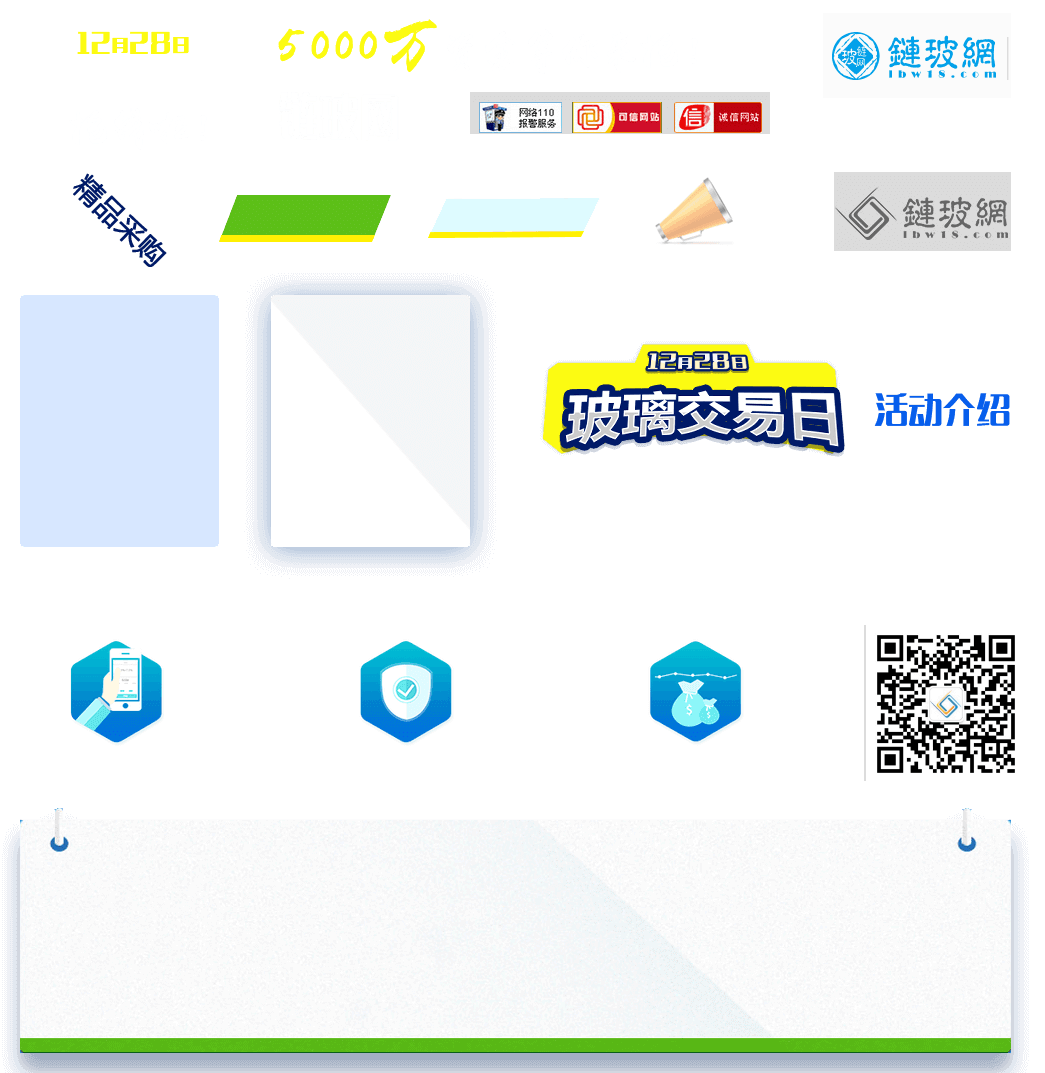 12月28日
5000万
鏈玻網
lbw18.com
玻鏈网
网络110
报警服务
可信网站
信
诚信网站
精品采购
鏈玻網
lbw18.com
12月28日
玻璃交易日
活动介绍